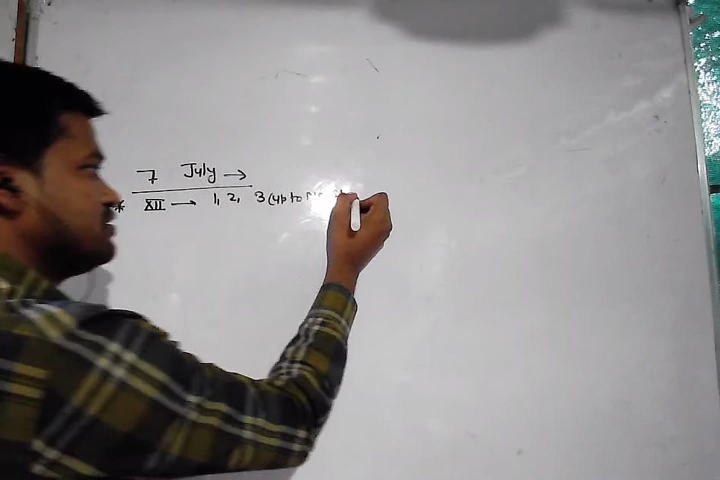 7 July →
* XII → 1, 2, 3 (up to